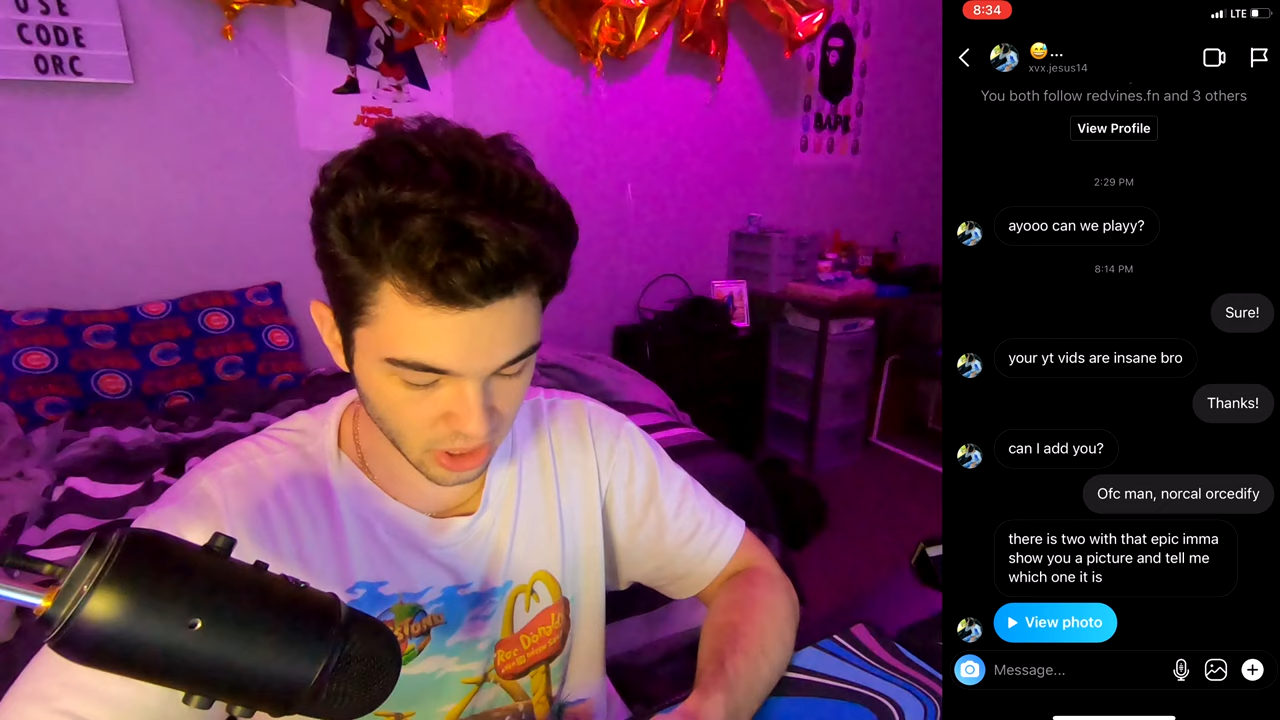 USE
CODE
ORC
BAPE
8:34
LTE
😅...
xvx.jesus14
You both follow redvines.fn and 3 others
View Profile
2:29 PM
ayooo can we playy?
8:14 PM
Sure!
your yt vids are insane bro
Thanks!
can I add you?
Ofc man, norcal orcedify
there is two with that epic imma
show you a picture and tell me
which one it is
View photo
Message...